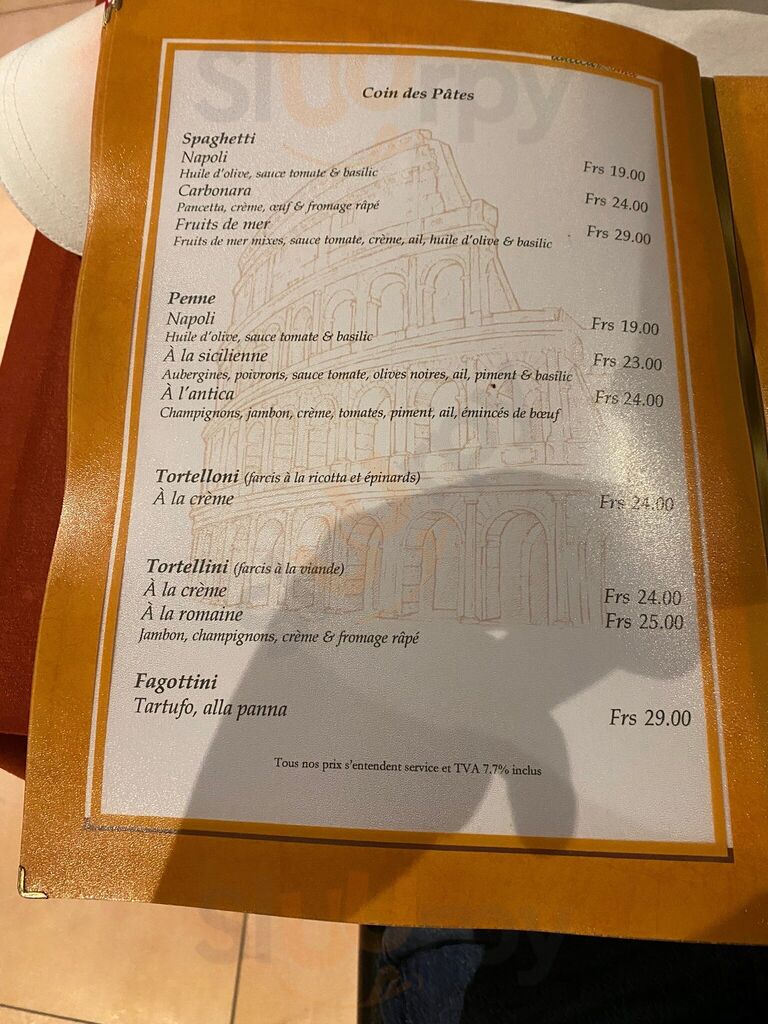 Coin des Pâtes
Spaghetti
Napoli Frs 19.00
Huile d'olive, sauce tomate & basilic
Carbonara Frs 24.00
Pancetta, crème, œuf & fromage râpé
Fruits de mer Frs 29.00
Fruits de mer mixes, sauce tomate, crème, ail, huile d'olive & basilic
Penne
Napoli Frs 19.00
Huile d'olive, sauce tomate & basilic
À la sicilienne Frs 23.00
Aubergines, poivrons, sauce tomate, olives noires, ail, piment & basilic
À l'antica Frs 24.00
Champignons, jambon, crème, tomates, piment, ail, émincés de bœuf
Tortelloni (farcis à la ricotta et épinards)
À la crème Frs 24.00
Tortellini (farcis à la viande)
À la crème Frs 24.00
À la romaine Frs 25.00
Jambon, champignons, crème & fromage râpé
Fagottini
Tartufo, alla panna Frs 29.00
Tous nos prix s'entendent service et TVA 7.7% inclus
sluurpy
sluurpy